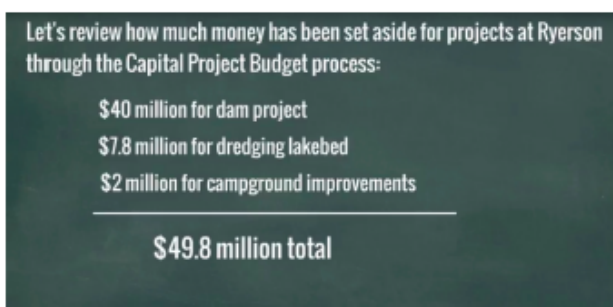 Let's review how much money has been set aside for projects at Ryerson
through the Capital Project Budget process:
$40 million for dam project
$7.8 million for dredging lakebed
$2 million for campground improvements
$49.8 million total